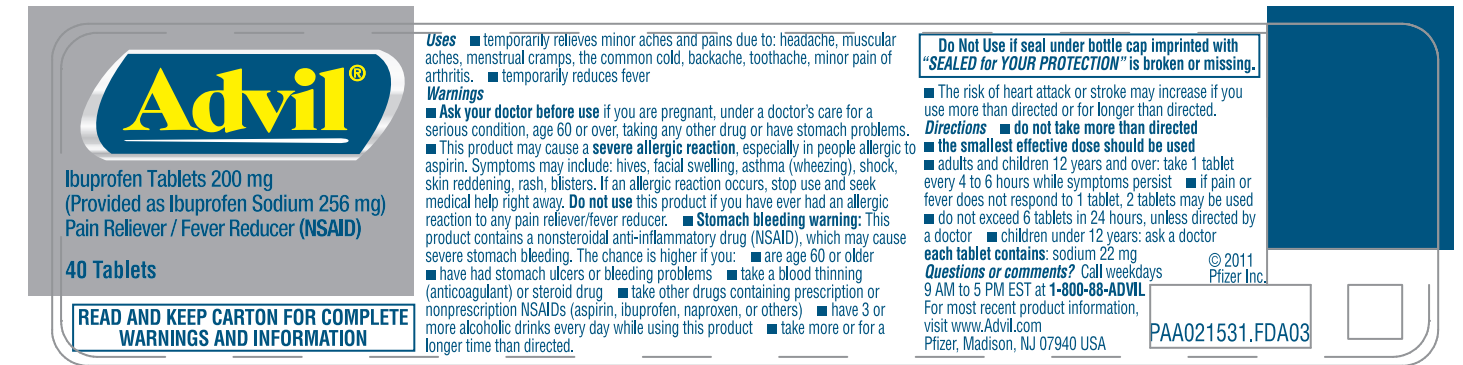 Advil®
Ibuprofen Tablets 200 mg
(Provided as Ibuprofen Sodium 256 mg)
Pain Reliever / Fever Reducer (NSAID)
40 Tablets
READ AND KEEP CARTON FOR COMPLETE
WARNINGS AND INFORMATION
Uses ■ temporarily relieves minor aches and pains due to: headache, muscular
aches, menstrual cramps, the common cold, backache, toothache, minor pain of
arthritis. ■ temporarily reduces fever
Warnings
■ Ask your doctor before use if you are pregnant, under a doctor's care for a
serious condition, age 60 or over, taking any other drug or have stomach problems.
■ This product may cause a severe allergic reaction, especially in people allergic to
aspirin. Symptoms may include: hives, facial swelling, asthma (wheezing), shock,
skin reddening, rash, blisters. If an allergic reaction occurs, stop use and seek
medical help right away. Do not use this product if you have ever had an allergic
reaction to any pain reliever/fever reducer. ■ Stomach bleeding warning: This
product contains a nonsteroidal anti-inflammatory drug (NSAID), which may cause
severe stomach bleeding. The chance is higher if you: ■ are age 60 or older
■ have had stomach ulcers or bleeding problems ■ take a blood thinning
(anticoagulant) or steroid drug ■ take other drugs containing prescription or
nonprescription NSAIDs (aspirin, ibuprofen, naproxen, or others) ■ have 3 or
more alcoholic drinks every day while using this product ■ take more or for a
longer time than directed.
Do Not Use if seal under bottle cap imprinted with
"SEALED for YOUR PROTECTION" is broken or missing.
■ The risk of heart attack or stroke may increase if you
use more than directed or for longer than directed.
Directions ■ do not take more than directed
■ the smallest effective dose should be used
■ adults and children 12 years and over: take 1 tablet
every 4 to 6 hours while symptoms persist ■ if pain or
fever does not respond to 1 tablet, 2 tablets may be used
■ do not exceed 6 tablets in 24 hours, unless directed by
a doctor ■ children under 12 years: ask a doctor
each tablet contains: sodium 22 mg
Questions or comments? Call weekdays
9 AM to 5 PM EST at 1-800-88-ADVIL
For most recent product information,
visit www.Advil.com
Pfizer, Madison, NJ 07940 USA
© 2011
Pfizer Inc.
PAA021531.FDA03